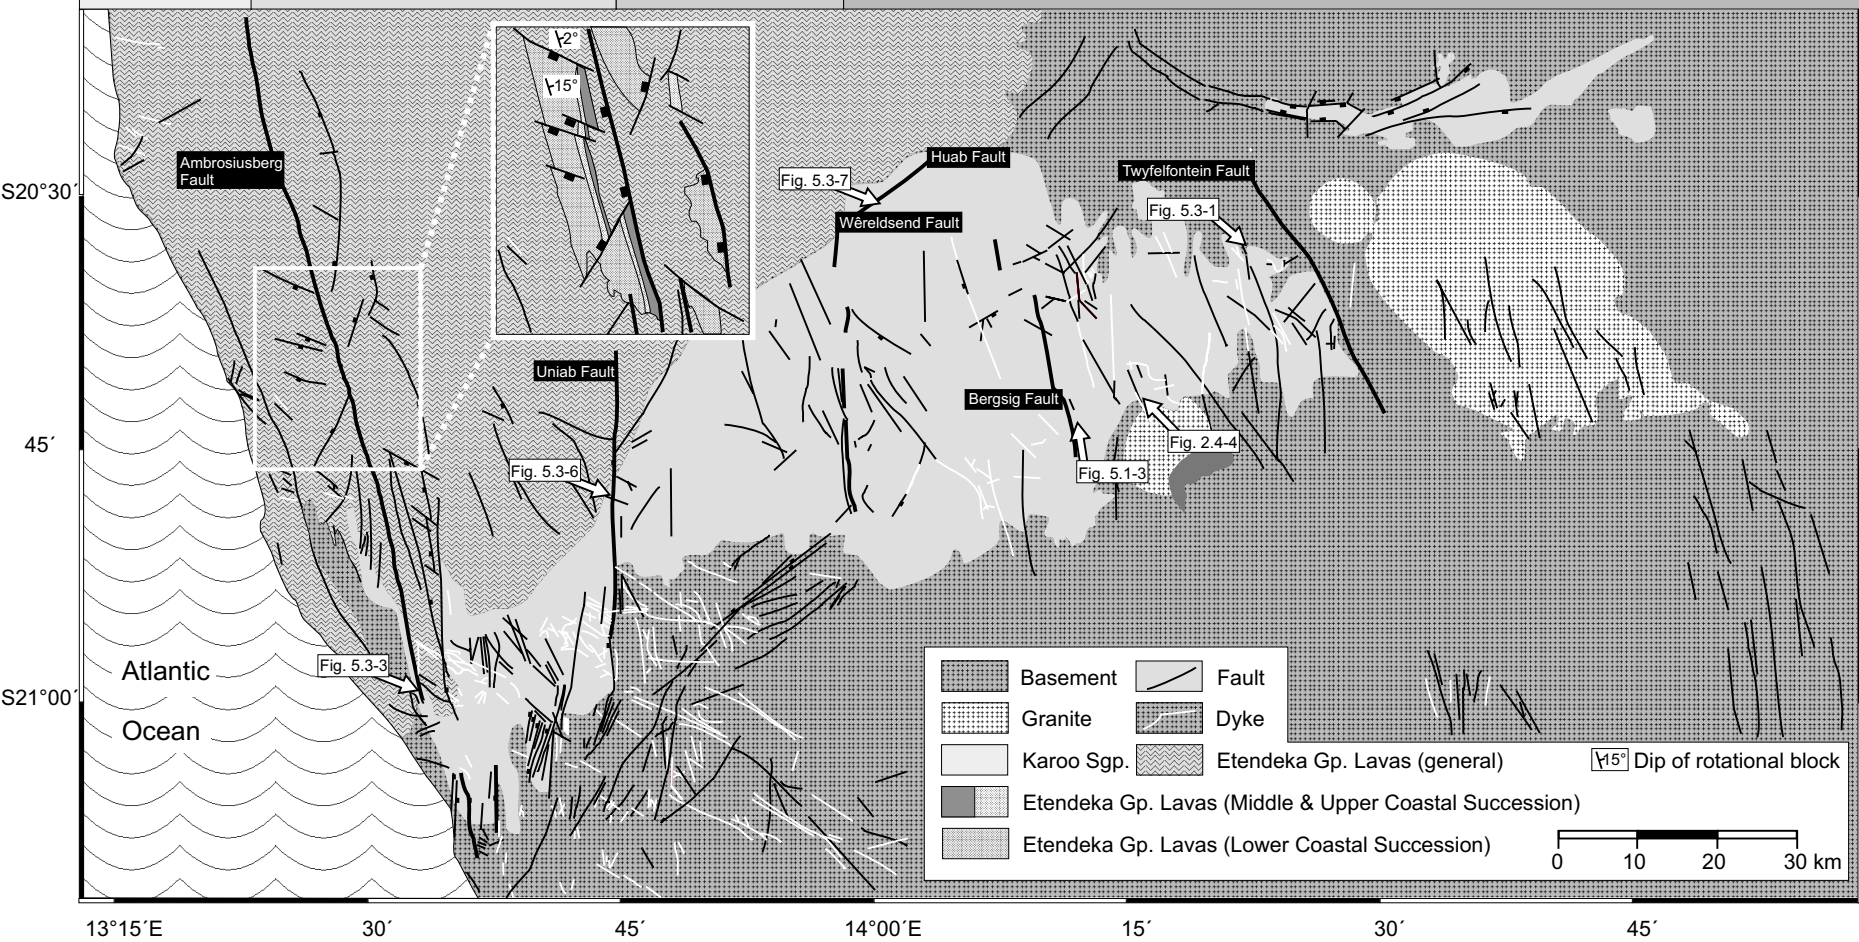 2°
15°
Ambrosiusberg
Fault
Huab Fault
Twyfelfontein Fault
Fig. 5.3-7
S20°30´
Fig. 5.3-1
Wêreldsend Fault
Uniab Fault
Bergsig Fault
45´
Fig. 2.4-4
Fig. 5.3-6
Fig. 5.1-3
Fig. 5.3-3
Atlantic
Ocean
S21°00´
Basement
Fault
Granite
Dyke
Karoo Sgp.
Etendeka Gp. Lavas (general)
15° Dip of rotational block
Etendeka Gp. Lavas (Middle & Upper Coastal Succession)
Etendeka Gp. Lavas (Lower Coastal Succession)
0 10 20 30 km
13°15´E 30´ 45´ 14°00´E 15´ 30´ 45´